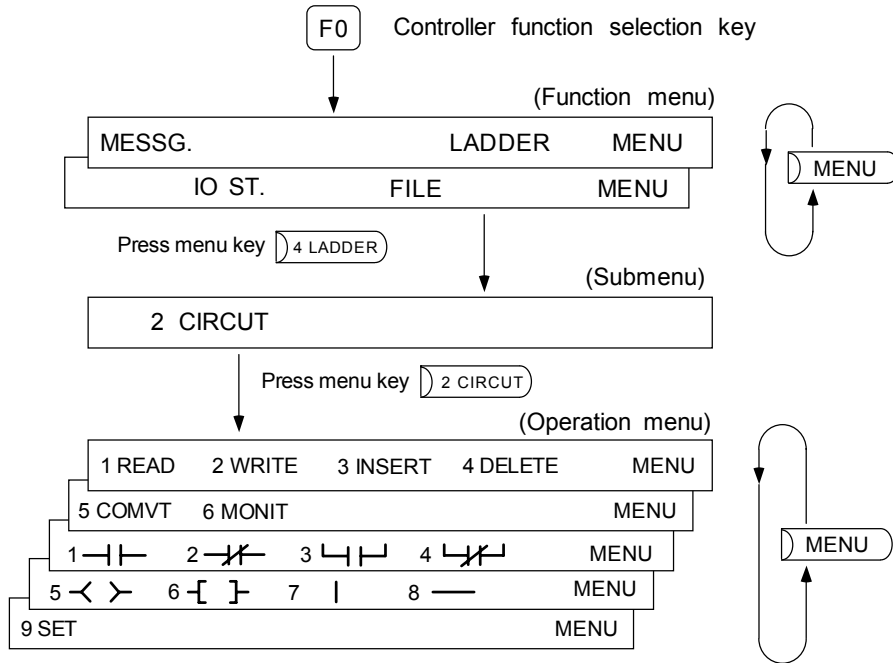 F0 Controller function selection key
(Function menu)
MESSG. LADDER MENU
IO ST. FILE MENU
MENU
Press menu key 4 LADDER
(Submenu)
2 CIRCUT
Press menu key 2 CIRCUT
(Operation menu)
1 READ 2 WRITE 3 INSERT 4 DELETE MENU
5 COMVT 6 MONIT MENU
1 2 3 4 MENU
5 6 7 8 MENU
9 SET MENU
MENU